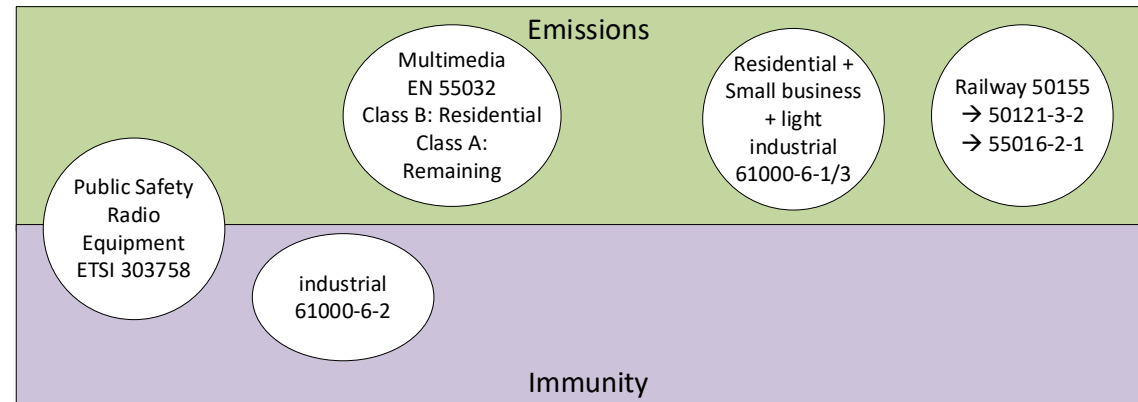 Emissions
Multimedia
EN 55032
Class B: Residential
Class A:
Remaining
Residential +
Small business
+ light
industrial
61000-6-1/3
Railway 50155
→ 50121-3-2
→ 55016-2-1
Public Safety
Radio
Equipment
ETSI 303758
industrial
61000-6-2
Immunity